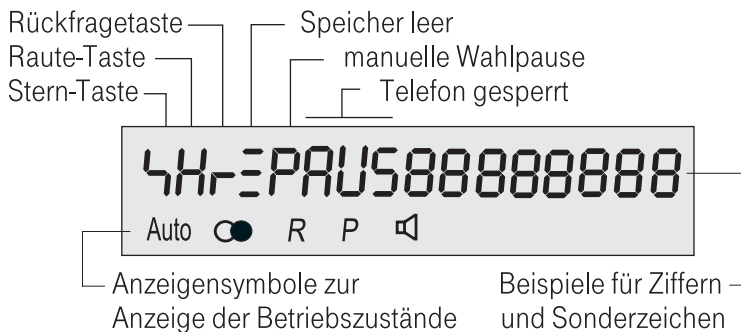 Rückfragetaste
Speicher leer
Raute-Taste
manuelle Wahlpause
Stern-Taste
Telefon gesperrt
PAUS88888888
Auto R P
Anzeigensymbole zur
Anzeige der Betriebszustände
Beispiele für Ziffern
und Sonderzeichen